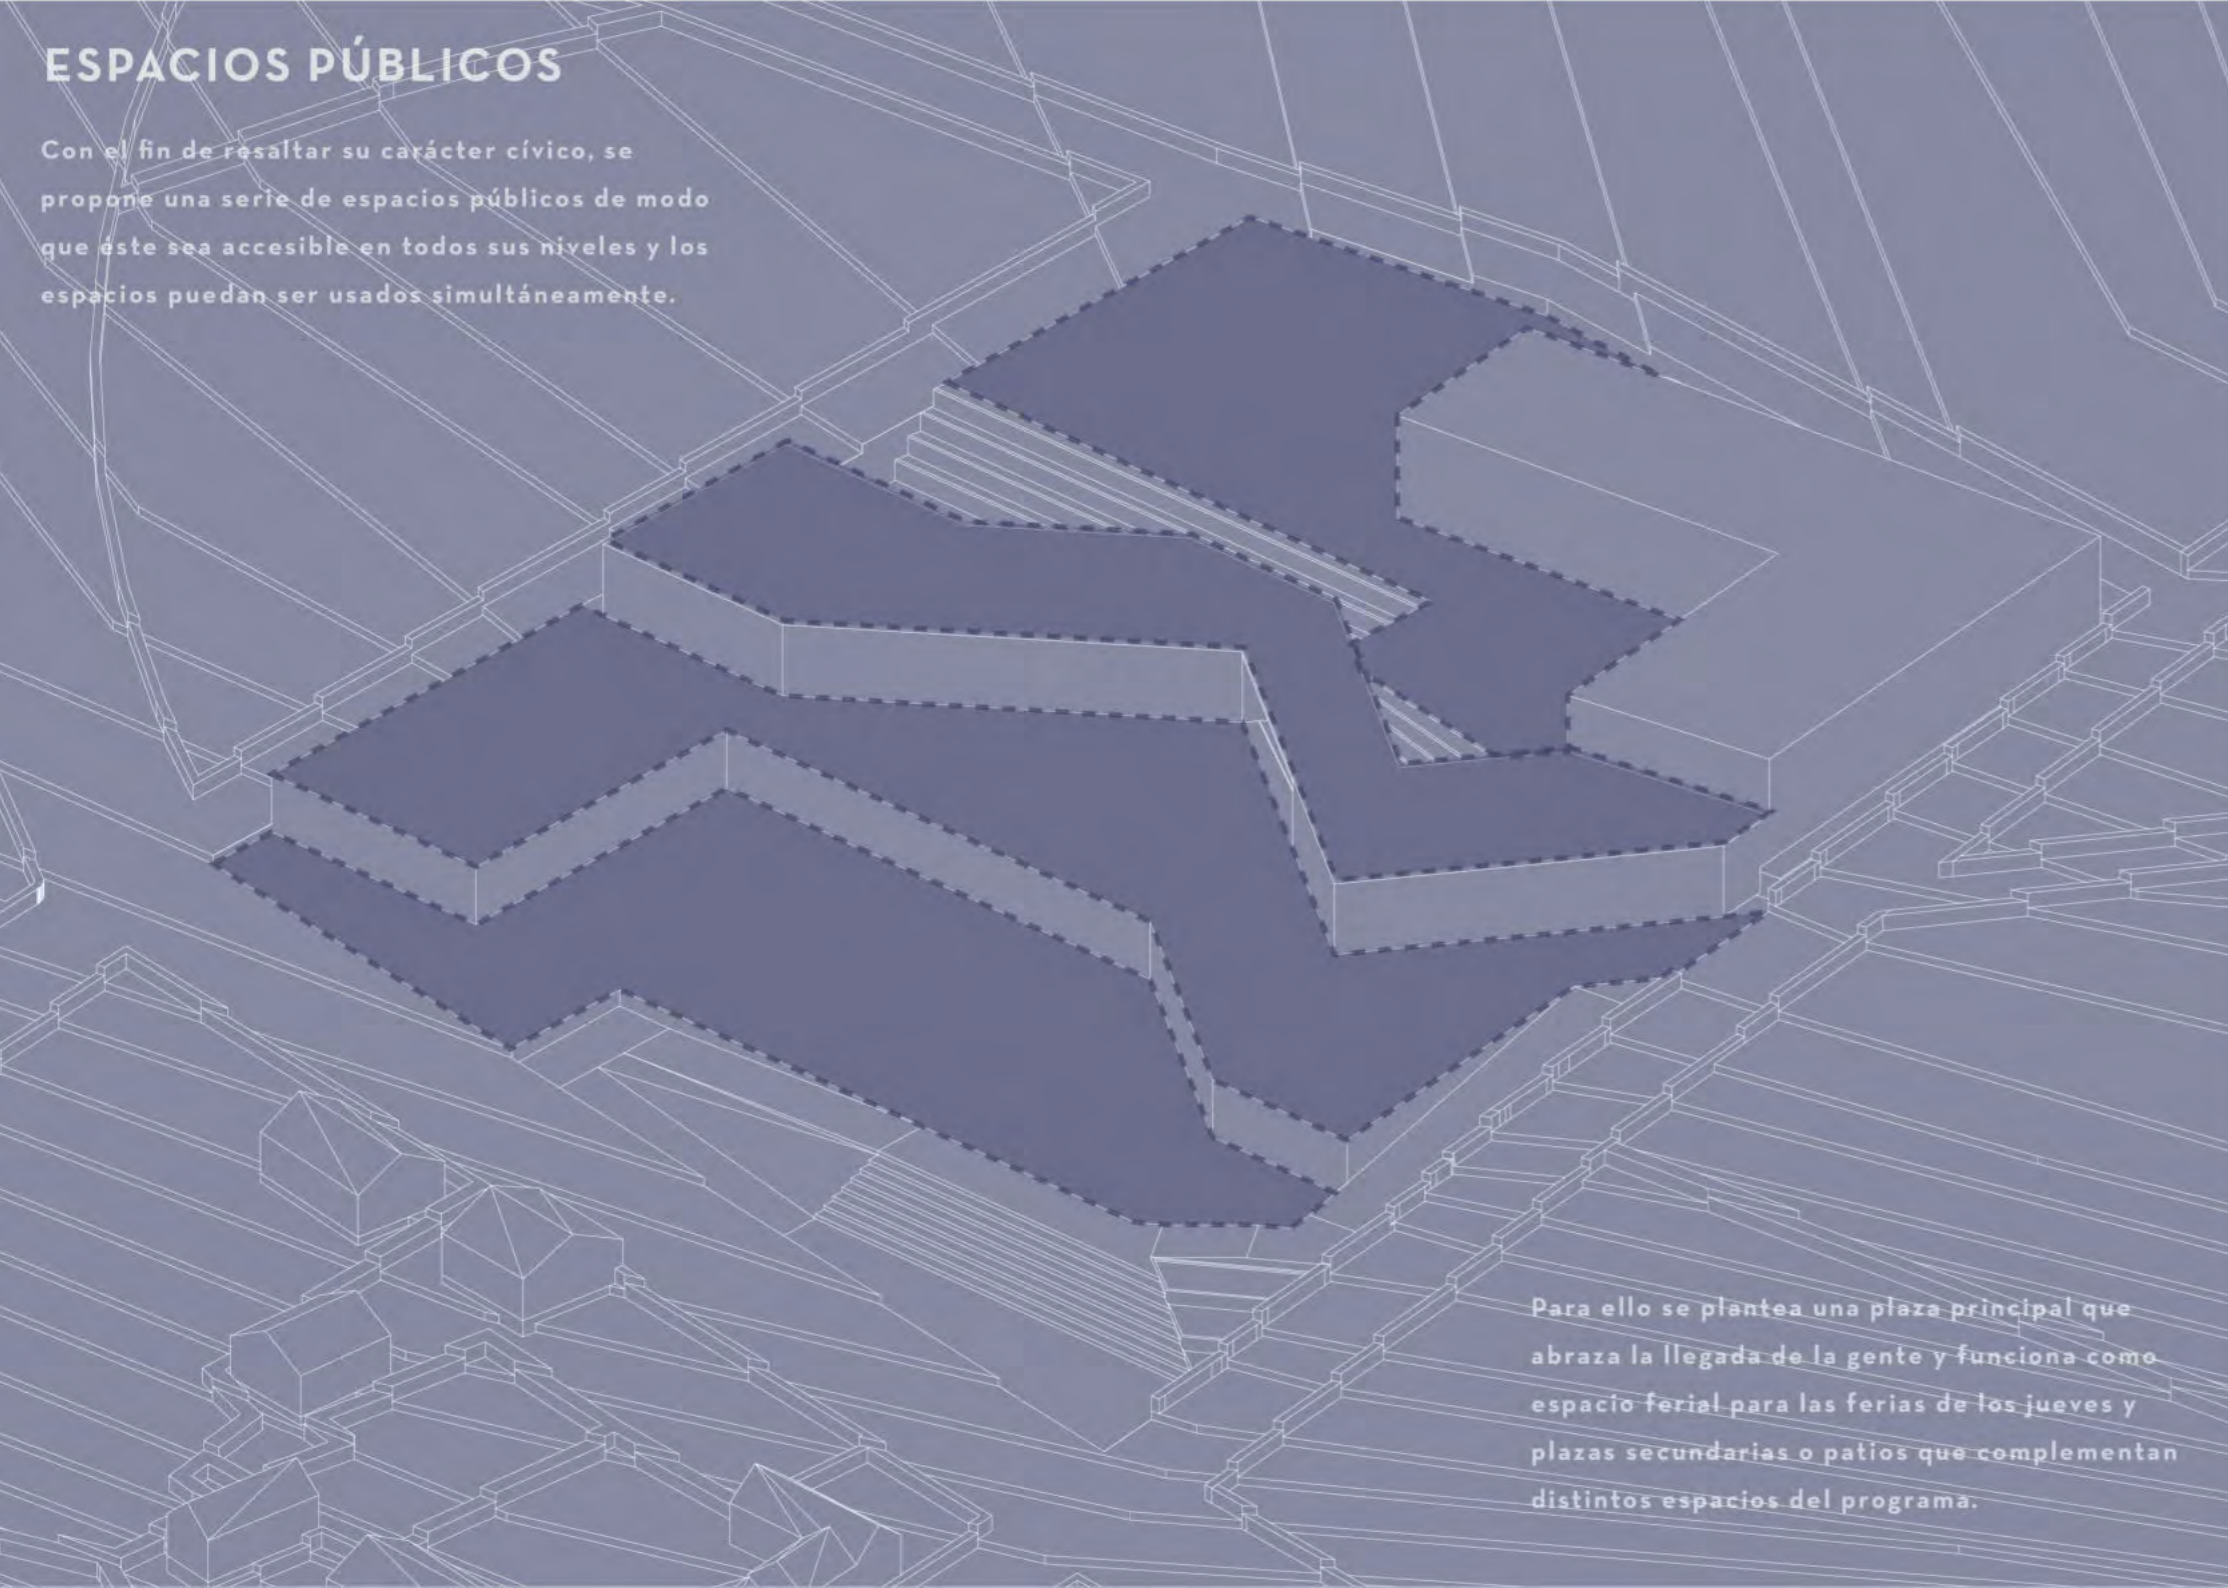 ESPACIOS PÚBLICOS
Con el fin de resaltar su carácter cívico, se
propone una serie de espacios públicos de modo
que éste sea accesible en todos sus niveles y los
espacios puedan ser usados simultáneamente.
Para ello se plantea una plaza principal que
abraza la llegada de la gente y funciona como
espacio ferial para las ferias de los jueves y
plazas secundarias o patios que complementan
distintos espacios del programa.